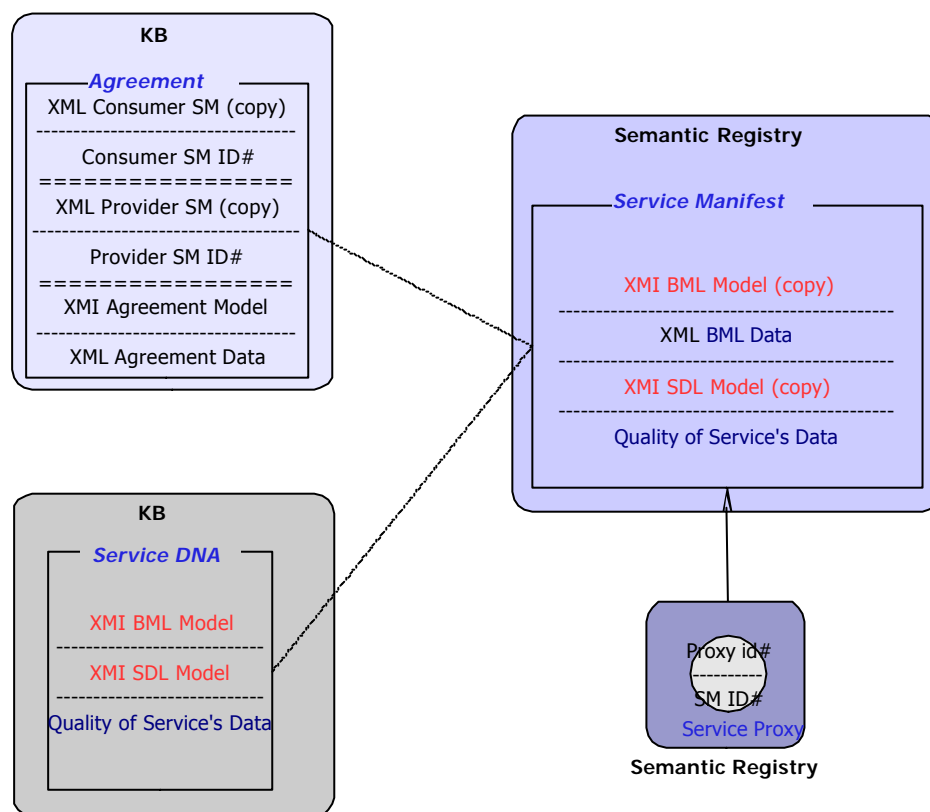 KB
Agreement
XML Consumer SM (copy)
Consumer SM ID#
XML Provider SM (copy)
Provider SM ID#
XMI Agreement Model
XML Agreement Data
Semantic Registry
Service Manifest
XMI BML Model (copy)
XML BML Data
XMI SDL Model (copy)
Quality of Service's Data
KB
Service DNA
XMI BML Model
XMI SDL Model
Quality of Service's Data
Proxy id#
SM ID#
Service Proxy
Semantic Registry